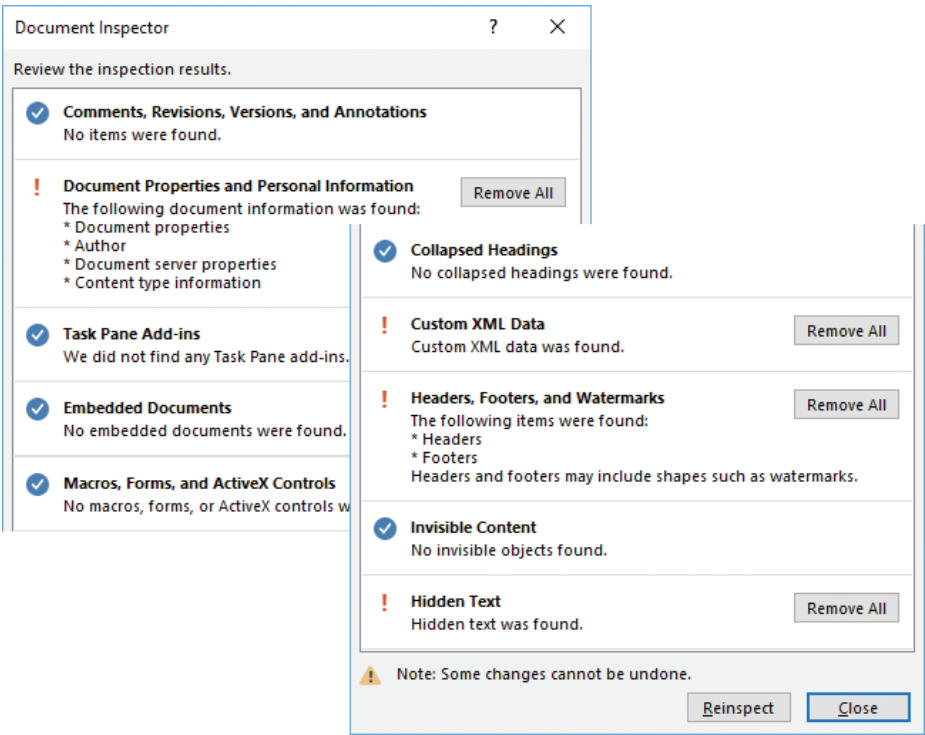 Document Inspector
?
Review the inspection results.
Comments, Revisions, Versions, and Annotations
No items were found.
!
Document Properties and Personal Information
Remove All
The following document information was found:
* Document properties
* Author
* Document server properties
* Content type information
Task Pane Add-ins
We did not find any Task Pane add-ins.
Embedded Documents
No embedded documents were found.
Macros, Forms, and ActiveX Controls
No macros, forms, or ActiveX controls w
Collapsed Headings
No collapsed headings were found.
!
Custom XML Data
Remove All
Custom XML data was found.
!
Headers, Footers, and Watermarks
Remove All
The following items were found:
* Headers
* Footers
Headers and footers may include shapes such as watermarks.
Invisible Content
No invisible objects found.
!
Hidden Text
Remove All
Hidden text was found.
Note: Some changes cannot be undone.
Reinspect
Close